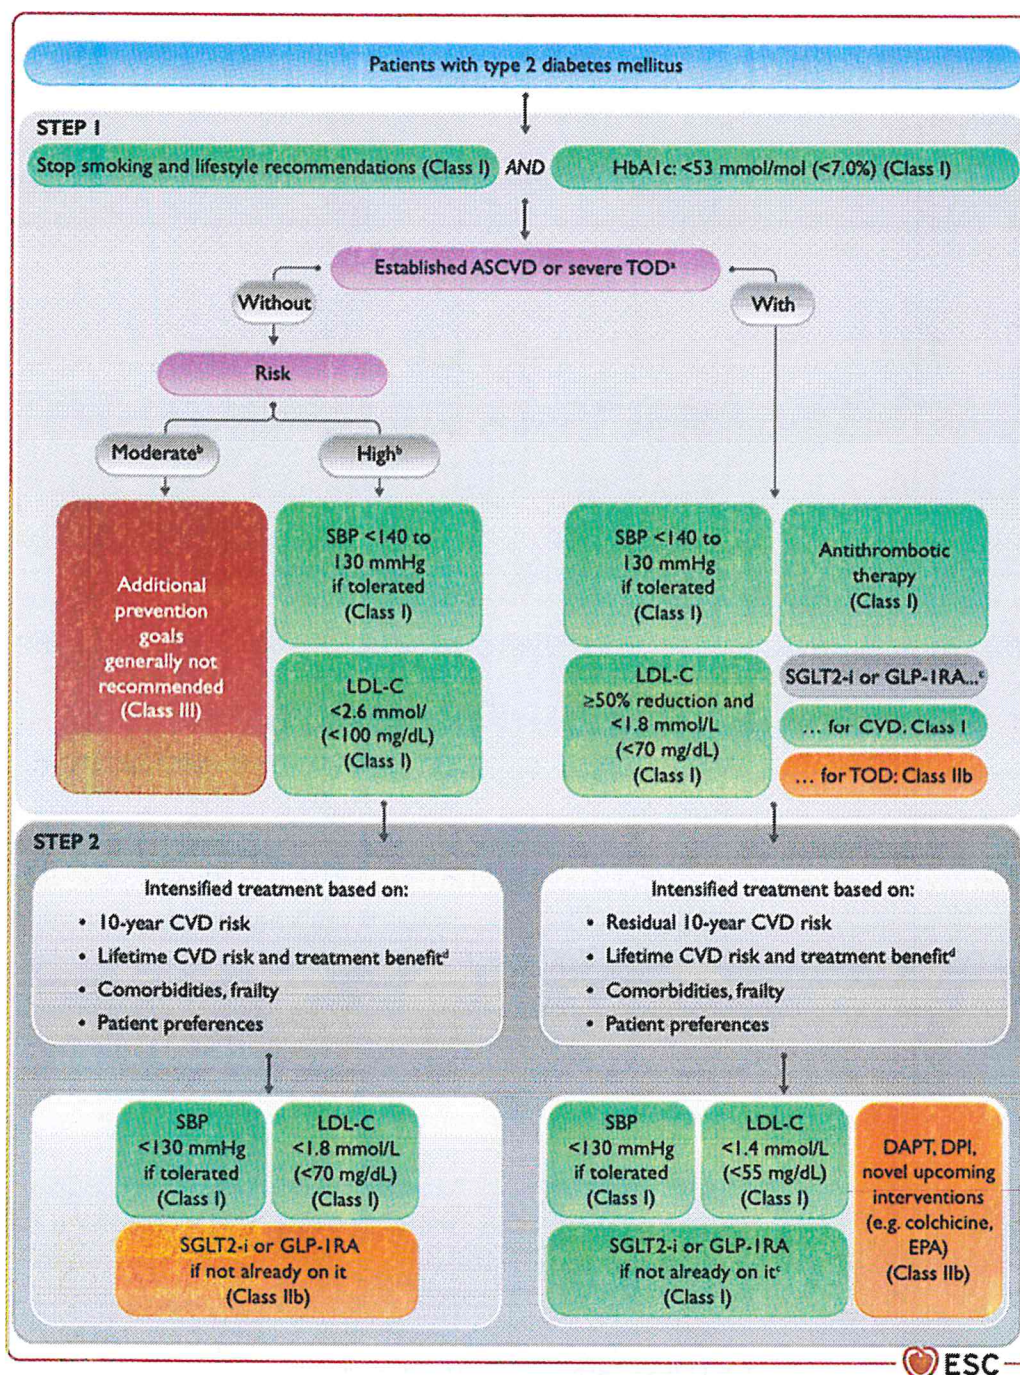 Patients with type 2 diabetes mellitus
STEP 1
Stop smoking and lifestyle recommendations (Class I)
AND
HbA1c: <53 mmol/mol (<7.0%) (Class I)
Established ASCVD or severe TODᵃ
Without
With
Risk
Moderateᵇ
Highᵇ
Additional
prevention
goals
generally not
recommended
(Class III)
SBP <140 to
130 mmHg
if tolerated
(Class I)
LDL-C
<2.6 mmol/
(<100 mg/dL)
(Class I)
SBP <140 to
130 mmHg
if tolerated
(Class I)
Antithrombotic
therapy
(Class I)
LDL-C
≥50% reduction and
<1.8 mmol/L
(<70 mg/dL)
(Class I)
SGLT2-i or GLP-1RA...ᶜ
... for CVD: Class I
... for TOD: Class IIb
STEP 2
Intensified treatment based on:
• 10-year CVD risk
• Lifetime CVD risk and treatment benefitᵈ
• Comorbidities, frailty
• Patient preferences
Intensified treatment based on:
• Residual 10-year CVD risk
• Lifetime CVD risk and treatment benefitᵈ
• Comorbidities, frailty
• Patient preferences
SBP
<130 mmHg
if tolerated
(Class I)
LDL-C
<1.8 mmol/L
(<70 mg/dL)
(Class I)
SGLT2-i or GLP-1RA
if not already on it
(Class IIb)
SBP
<130 mmHg
if tolerated
(Class I)
LDL-C
<1.4 mmol/L
(<55 mg/dL)
(Class I)
SGLT2-i or GLP-1RA
if not already on itᶜ
(Class I)
DAPT, DPI,
novel upcoming
interventions
(e.g. colchicine,
EPA)
(Class IIb)
ESC